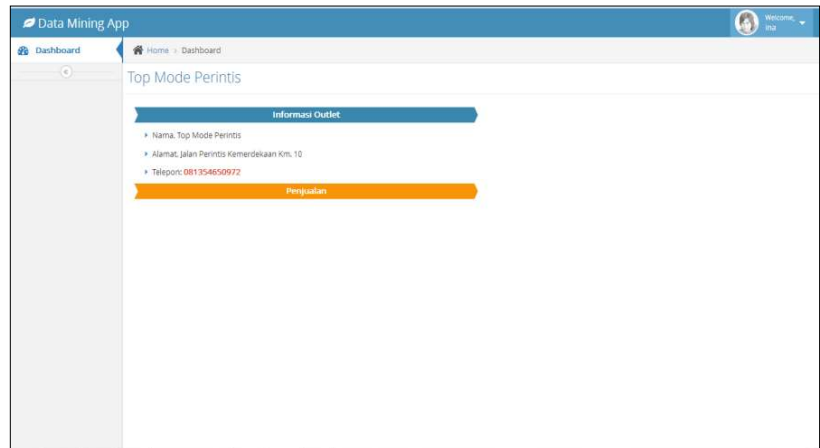 Data Mining App
Welcome,
Ina
Dashboard
Home > Dashboard
Top Mode Perintis
Informasi Outlet
Nama. Top Mode Perintis
Alamat. Jalan Perintis Kemerdekaan Km. 10
Telepon: 081354650972
Penjualan